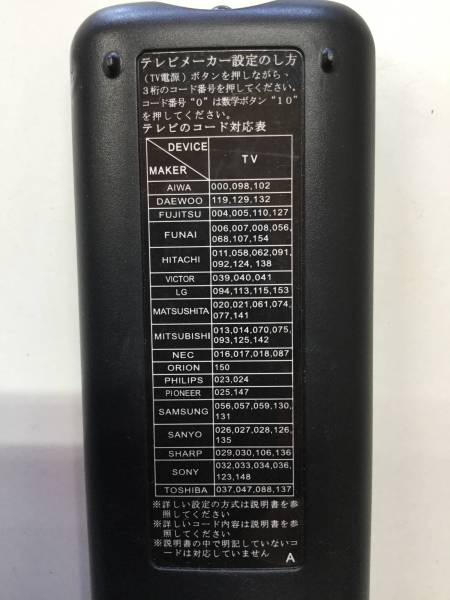 テレビメーカー設定のし方
(TV電源)ボタンを押しながら、
3桁のコード番号を押してください。
コード番号“0”は数学ボタン“10”
を押してください。
テレビのコード対応表
DEVICE
MAKER
TV
AIWA 000,098,102
DAEWOO 119,129,132
FUJITSU 004,005,110,127
FUNAI 006,007,008,056,
068,107,154
HITACHI 011,058,062,091,
092,124, 138
VICTOR 039,040,041
LG 094,113,115,153
MATSUSHITA 020,021,061,074,
077,141
MITSUBISHI 013,014,070,075,
093,125,142
NEC 016,017,018,087
ORION 150
PHILIPS 023,024
PIONEER 025,147
SAMSUNG 056,057,059,130,
131
SANYO 026,027,028,126,
135
SHARP 029,030,106,136
SONY 032,033,034,036,
123,148
TOSHIBA 037,047,088,137
※詳しい設定の方式は説明書を参
照してください
※詳しいコード内容は説明書を参
照してください
※説明書の中で明記していないコ
ードは対応していません A